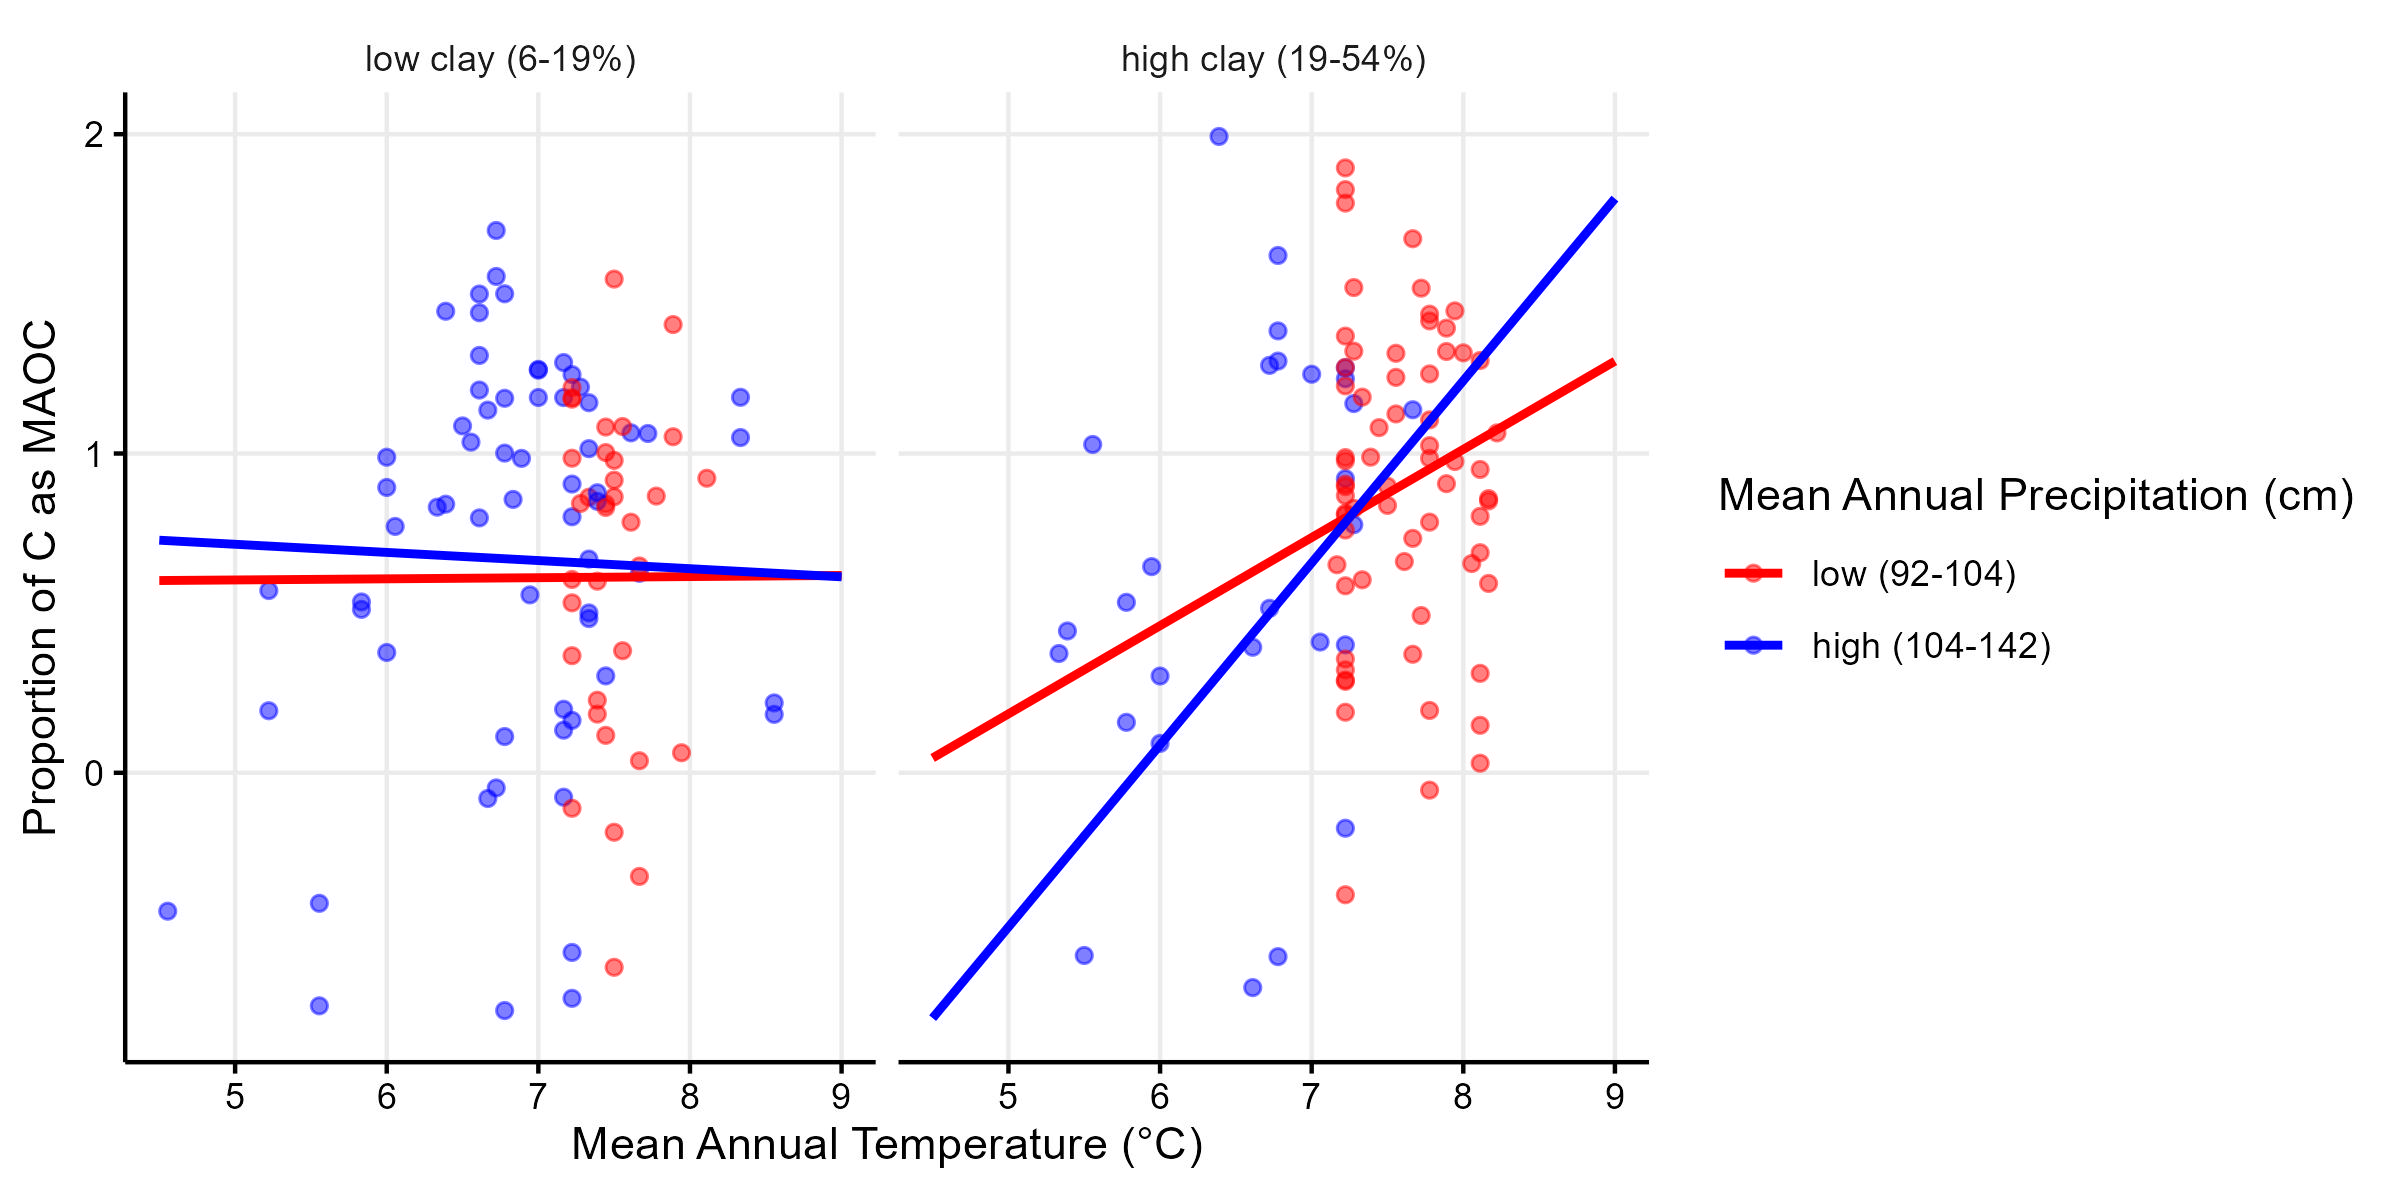 low clay (6-19%)
high clay (19-54%)
Proportion of C as MAOC
2
1
0
5 6 7 8 9
5 6 7 8 9
Mean Annual Temperature (°C)
Mean Annual Precipitation (cm)
low (92-104)
high (104-142)